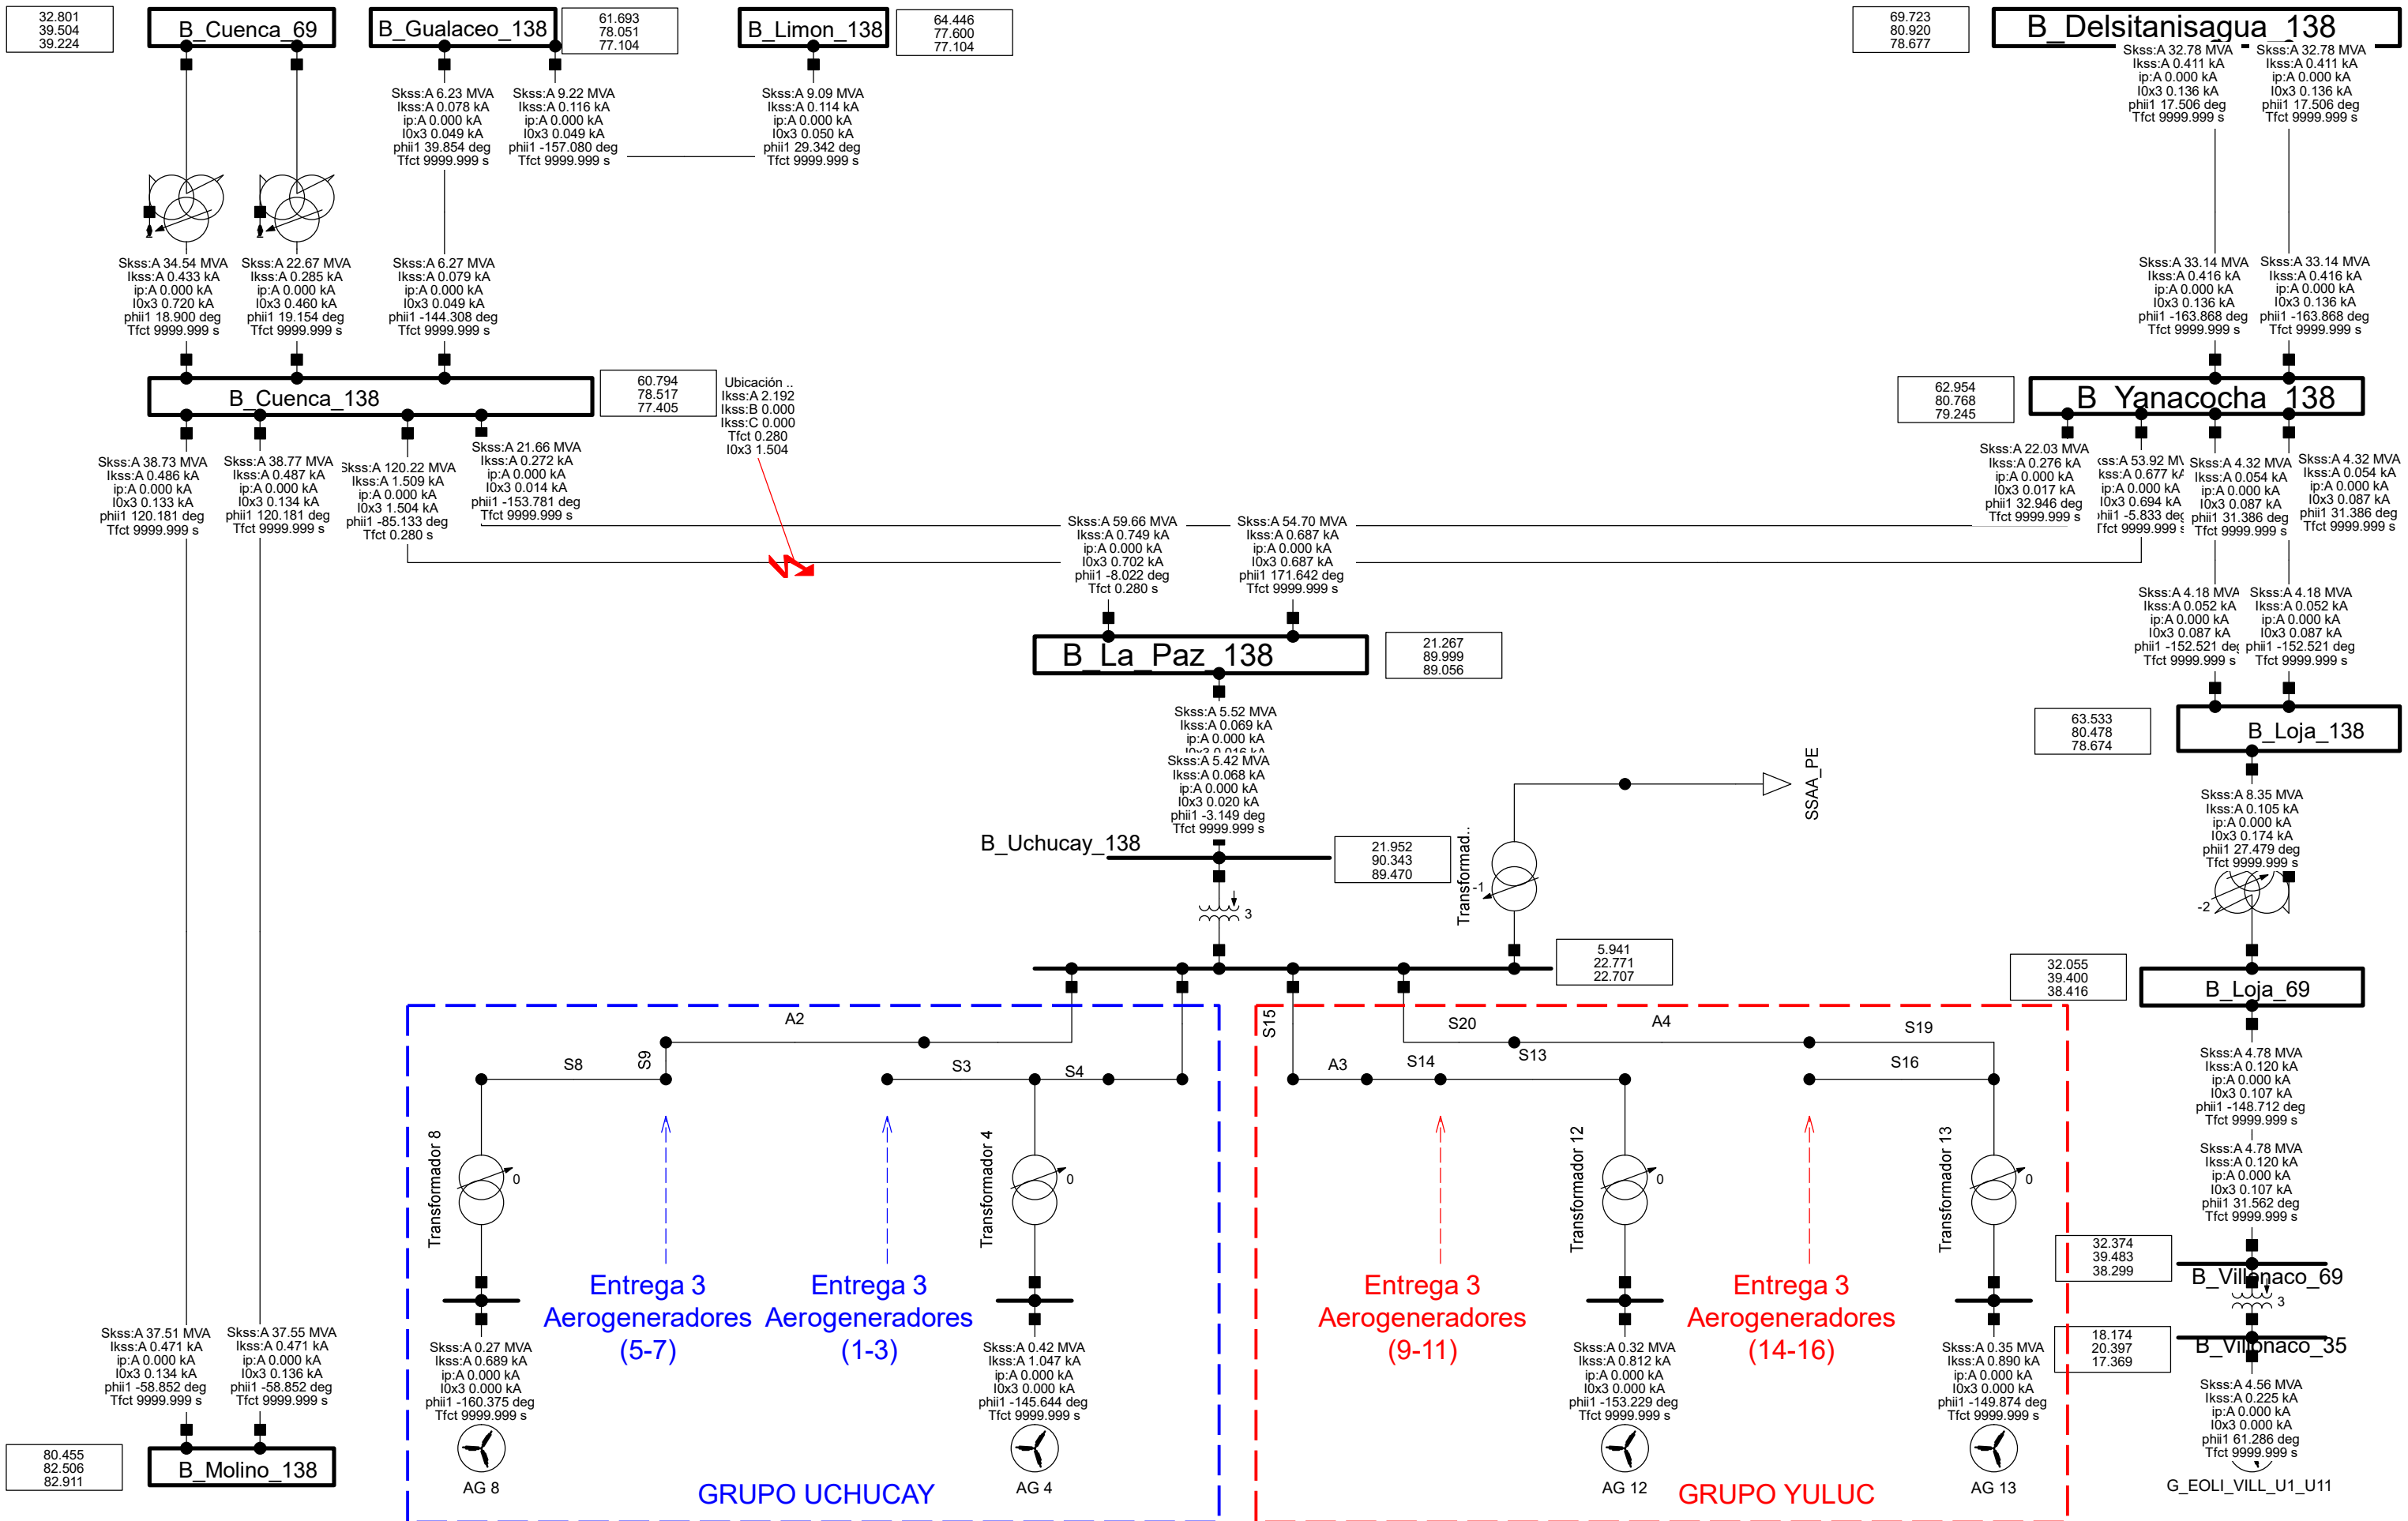 32.801
39.504
39.224
B_Cuenca_69
B_Gualaceo_138
61.693
78.051
77.104
B_Limon_138
64.446
77.600
77.104
69.723
80.920
78.677
B_Delsitanisagua_138
Skss:A 6.23 MVA
Ikss:A 0.078 kA
ip:A 0.000 kA
I0x3 0.049 kA
phii1 39.854 deg
Tfct 9999.999 s
Skss:A 9.22 MVA
Ikss:A 0.116 kA
ip:A 0.000 kA
I0x3 0.049 kA
phii1 -157.080 deg
Tfct 9999.999 s
Skss:A 9.09 MVA
Ikss:A 0.114 kA
ip:A 0.000 kA
I0x3 0.050 kA
phii1 29.342 deg
Tfct 9999.999 s
Skss:A 32.78 MVA
Ikss:A 0.411 kA
ip:A 0.000 kA
I0x3 0.136 kA
phii1 17.506 deg
Tfct 9999.999 s
Skss:A 32.78 MVA
Ikss:A 0.411 kA
ip:A 0.000 kA
I0x3 0.136 kA
phii1 17.506 deg
Tfct 9999.999 s
Skss:A 34.54 MVA
Ikss:A 0.433 kA
ip:A 0.000 kA
I0x3 0.720 kA
phii1 18.900 deg
Tfct 9999.999 s
Skss:A 22.67 MVA
Ikss:A 0.285 kA
ip:A 0.000 kA
I0x3 0.460 kA
phii1 19.154 deg
Tfct 9999.999 s
Skss:A 6.27 MVA
Ikss:A 0.079 kA
ip:A 0.000 kA
I0x3 0.049 kA
phii1 -144.308 deg
Tfct 9999.999 s
Skss:A 33.14 MVA
Ikss:A 0.416 kA
ip:A 0.000 kA
I0x3 0.136 kA
phii1 -163.868 deg
Tfct 9999.999 s
Skss:A 33.14 MVA
Ikss:A 0.416 kA
ip:A 0.000 kA
I0x3 0.136 kA
phii1 -163.868 deg
Tfct 9999.999 s
B_Cuenca_138
60.794
78.517
77.405
Ubicación ..
Ikss:A 2.192
Ikss:B 0.000
Ikss:C 0.000
Tfct 0.280
I0x3 1.504
62.954
80.768
79.245
B_Yanacocha_138
Skss:A 38.73 MVA
Ikss:A 0.486 kA
ip:A 0.000 kA
I0x3 0.133 kA
phii1 120.181 deg
Tfct 9999.999 s
Skss:A 38.77 MVA
Ikss:A 0.487 kA
ip:A 0.000 kA
I0x3 0.134 kA
phii1 120.181 deg
Tfct 9999.999 s
Skss:A 120.22 MVA
Ikss:A 1.509 kA
ip:A 0.000 kA
I0x3 1.504 kA
phii1 -85.133 deg
Tfct 0.280 s
Skss:A 21.66 MVA
Ikss:A 0.272 kA
ip:A 0.000 kA
I0x3 0.014 kA
phii1 -153.781 deg
Tfct 9999.999 s
Skss:A 59.66 MVA
Ikss:A 0.749 kA
ip:A 0.000 kA
I0x3 0.702 kA
phii1 -8.022 deg
Tfct 0.280 s
Skss:A 54.70 MVA
Ikss:A 0.687 kA
ip:A 0.000 kA
I0x3 0.687 kA
phii1 171.642 deg
Tfct 9999.999 s
Skss:A 22.03 MVA
Ikss:A 0.276 kA
ip:A 0.000 kA
I0x3 0.017 kA
phii1 32.946 deg
Tfct 9999.999 s
53.92
0.677
ip:A 0.000 kA
I0x3 0.694 kA
-5.833
9999.999 s
Skss:A 4.32 MVA
Ikss:A 0.054 kA
ip:A 0.000 kA
I0x3 0.087 kA
phii1 31.386 deg
Tfct 9999.999 s
Skss:A 4.32 MVA
Ikss:A 0.054 kA
ip:A 0.000 kA
I0x3 0.087 kA
phii1 31.386 deg
Tfct 9999.999 s
Skss:A 4.18 MVA
Ikss:A 0.052 kA
ip:A 0.000 kA
I0x3 0.087 kA
phii1 -152.521 deg
Tfct 9999.999 s
Skss:A 4.18 MVA
Ikss:A 0.052 kA
ip:A 0.000 kA
I0x3 0.087 kA
phii1 -152.521 deg
Tfct 9999.999 s
B_La_Paz_138
21.267
89.999
89.056
Skss:A 5.52 MVA
Ikss:A 0.069 kA
ip:A 0.000 kA
I0x3 0.016 kA
Skss:A 5.42 MVA
Ikss:A 0.068 kA
ip:A 0.000 kA
I0x3 0.020 kA
phii1 -3.149 deg
Tfct 9999.999 s
63.533
80.478
78.674
B_Loja_138
SSAA_PE
B_Uchucay_138
21.952
90.343
89.470
Transformad..
-1
3
Skss:A 8.35 MVA
Ikss:A 0.105 kA
ip:A 0.000 kA
I0x3 0.174 kA
phii1 27.479 deg
Tfct 9999.999 s
-2
5.941
22.771
22.707
32.055
39.400
38.416
B_Loja_69
A2
S8
S9
S3
S4
S15
S20
A4
S19
A3
S14
S13
S16
Skss:A 4.78 MVA
Ikss:A 0.120 kA
ip:A 0.000 kA
I0x3 0.107 kA
phii1 -148.712 deg
Tfct 9999.999 s
Skss:A 4.78 MVA
Ikss:A 0.120 kA
ip:A 0.000 kA
I0x3 0.107 kA
phii1 31.562 deg
Tfct 9999.999 s
Transformador 8
0
Transformador 4
0
Transformador 12
0
Transformador 13
0
Entrega 3
Aerogeneradores
(5-7)
Entrega 3
Aerogeneradores
(1-3)
Entrega 3
Aerogeneradores
(9-11)
Entrega 3
Aerogeneradores
(14-16)
32.374
39.483
38.299
B_Villonaco_69
3
18.174
20.397
17.369
B_Villonaco_35
Skss:A 37.51 MVA
Ikss:A 0.471 kA
ip:A 0.000 kA
I0x3 0.134 kA
phii1 -58.852 deg
Tfct 9999.999 s
Skss:A 37.55 MVA
Ikss:A 0.471 kA
ip:A 0.000 kA
I0x3 0.136 kA
phii1 -58.852 deg
Tfct 9999.999 s
Skss:A 0.27 MVA
Ikss:A 0.689 kA
ip:A 0.000 kA
I0x3 0.000 kA
phii1 -160.375 deg
Tfct 9999.999 s
Skss:A 0.42 MVA
Ikss:A 1.047 kA
ip:A 0.000 kA
I0x3 0.000 kA
phii1 -145.644 deg
Tfct 9999.999 s
Skss:A 0.32 MVA
Ikss:A 0.812 kA
ip:A 0.000 kA
I0x3 0.000 kA
phii1 -153.229 deg
Tfct 9999.999 s
Skss:A 0.35 MVA
Ikss:A 0.890 kA
ip:A 0.000 kA
I0x3 0.000 kA
phii1 -149.874 deg
Tfct 9999.999 s
Skss:A 4.56 MVA
Ikss:A 0.225 kA
ip:A 0.000 kA
I0x3 0.000 kA
phii1 61.286 deg
Tfct 9999.999 s
80.455
82.506
82.911
B_Molino_138
AG 8
AG 4
AG 12
AG 13
G_EOLI_VILL_U1_U11
GRUPO UCHUCAY
GRUPO YULUC